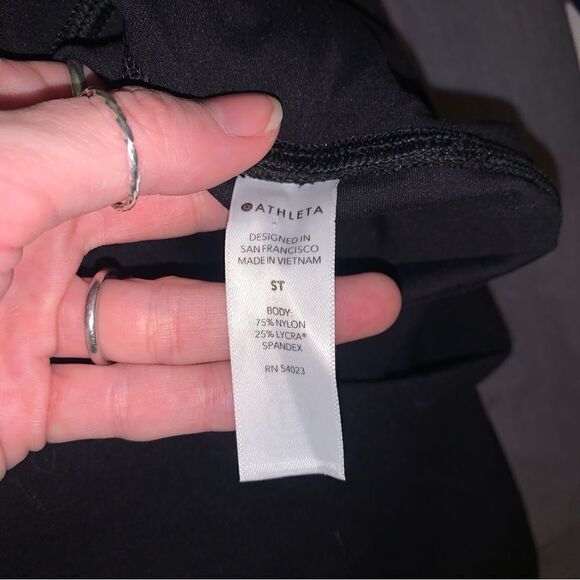 ATHLETA
DESIGNED IN
SAN FRANCISCO
MADE IN VIETNAM
ST
BODY:
75% NYLON
25% LYCRA®
SPANDEX
RN 54023